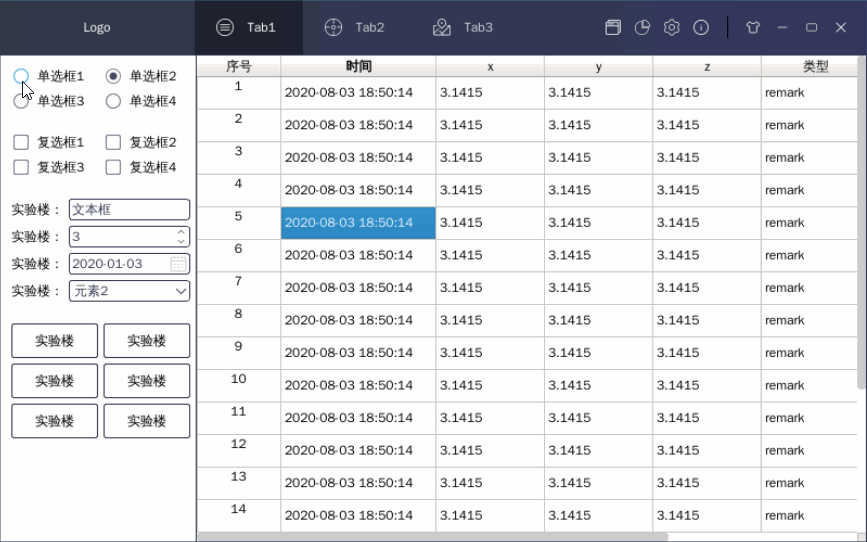 Logo Tab1 Tab2 Tab3
单选框1 单选框2
单选框3 单选框4
复选框1 复选框2
复选框3 复选框4
实验楼： 文本框
实验楼： 3
实验楼： 2020-01-03
实验楼： 元素2
实验楼 实验楼
实验楼 实验楼
实验楼 实验楼
序号 时间 x y z 类型
1 2020-08-03 18:50:14 3.1415 3.1415 3.1415 remark
2 2020-08-03 18:50:14 3.1415 3.1415 3.1415 remark
3 2020-08-03 18:50:14 3.1415 3.1415 3.1415 remark
4 2020-08-03 18:50:14 3.1415 3.1415 3.1415 remark
5 2020-08-03 18:50:14 3.1415 3.1415 3.1415 remark
6 2020-08-03 18:50:14 3.1415 3.1415 3.1415 remark
7 2020-08-03 18:50:14 3.1415 3.1415 3.1415 remark
8 2020-08-03 18:50:14 3.1415 3.1415 3.1415 remark
9 2020-08-03 18:50:14 3.1415 3.1415 3.1415 remark
10 2020-08-03 18:50:14 3.1415 3.1415 3.1415 remark
11 2020-08-03 18:50:14 3.1415 3.1415 3.1415 remark
12 2020-08-03 18:50:14 3.1415 3.1415 3.1415 remark
13 2020-08-03 18:50:14 3.1415 3.1415 3.1415 remark
14 2020-08-03 18:50:14 3.1415 3.1415 3.1415 remark